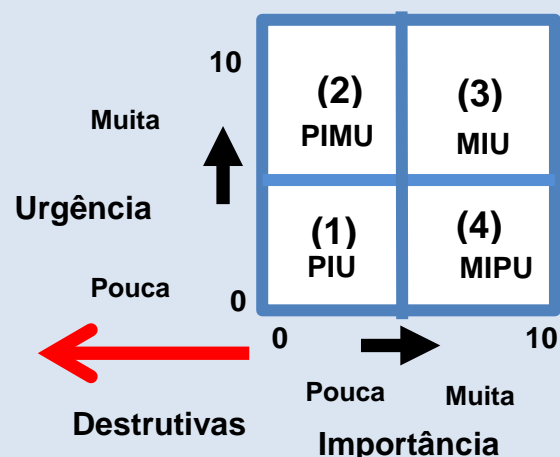 10
(2)
(3)
Muita
PIMU
MIU
Urgência
(1)
(4)
PIU
MIPU
Pouca
0
0
10
Pouca
Muita
Destrutivas
Importância